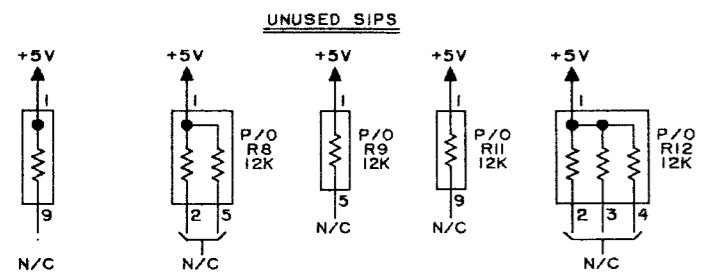 UNUSED SIPS
+5V +5V +5V +5V +5V
1 1 1 1 1
P/O R8 12K
P/O R9 12K
P/O R11 12K
P/O R12 12K
9 2 5 5 9 2 3 4
N/C N/C N/C N/C N/C